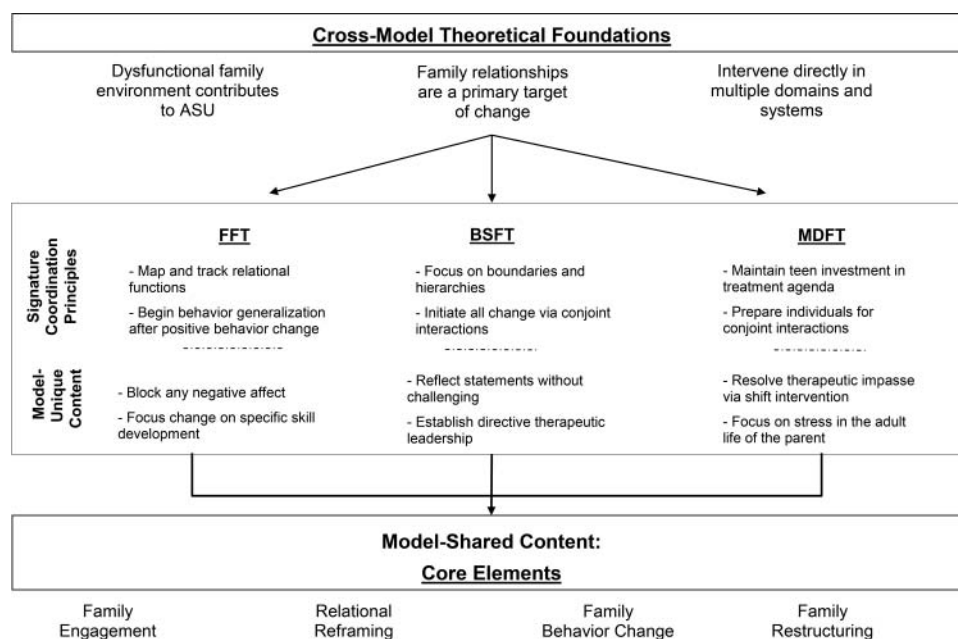 Cross-Model Theoretical Foundations
Dysfunctional family
environment contributes
to ASU
Family relationships
are a primary target
of change
Intervene directly in
multiple domains and
systems
Signature
Coordination
Principles
FFT
- Map and track relational
functions
- Begin behavior generalization
after positive behavior change
BSFT
- Focus on boundaries and
hierarchies
- Initiate all change via conjoint
interactions
MDFT
- Maintain teen investment in
treatment agenda
- Prepare individuals for
conjoint interactions
Model-
Unique
Content
- Block any negative affect
- Focus change on specific skill
development
- Reflect statements without
challenging
- Establish directive therapeutic
leadership
- Resolve therapeutic impasse
via shift intervention
- Focus on stress in the adult
life of the parent
Model-Shared Content:
Core Elements
Family
Engagement
Relational
Reframing
Family
Behavior Change
Family
Restructuring